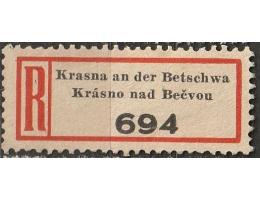 R
Krasna an der Betschwa
Krásno nad Bečvou
694